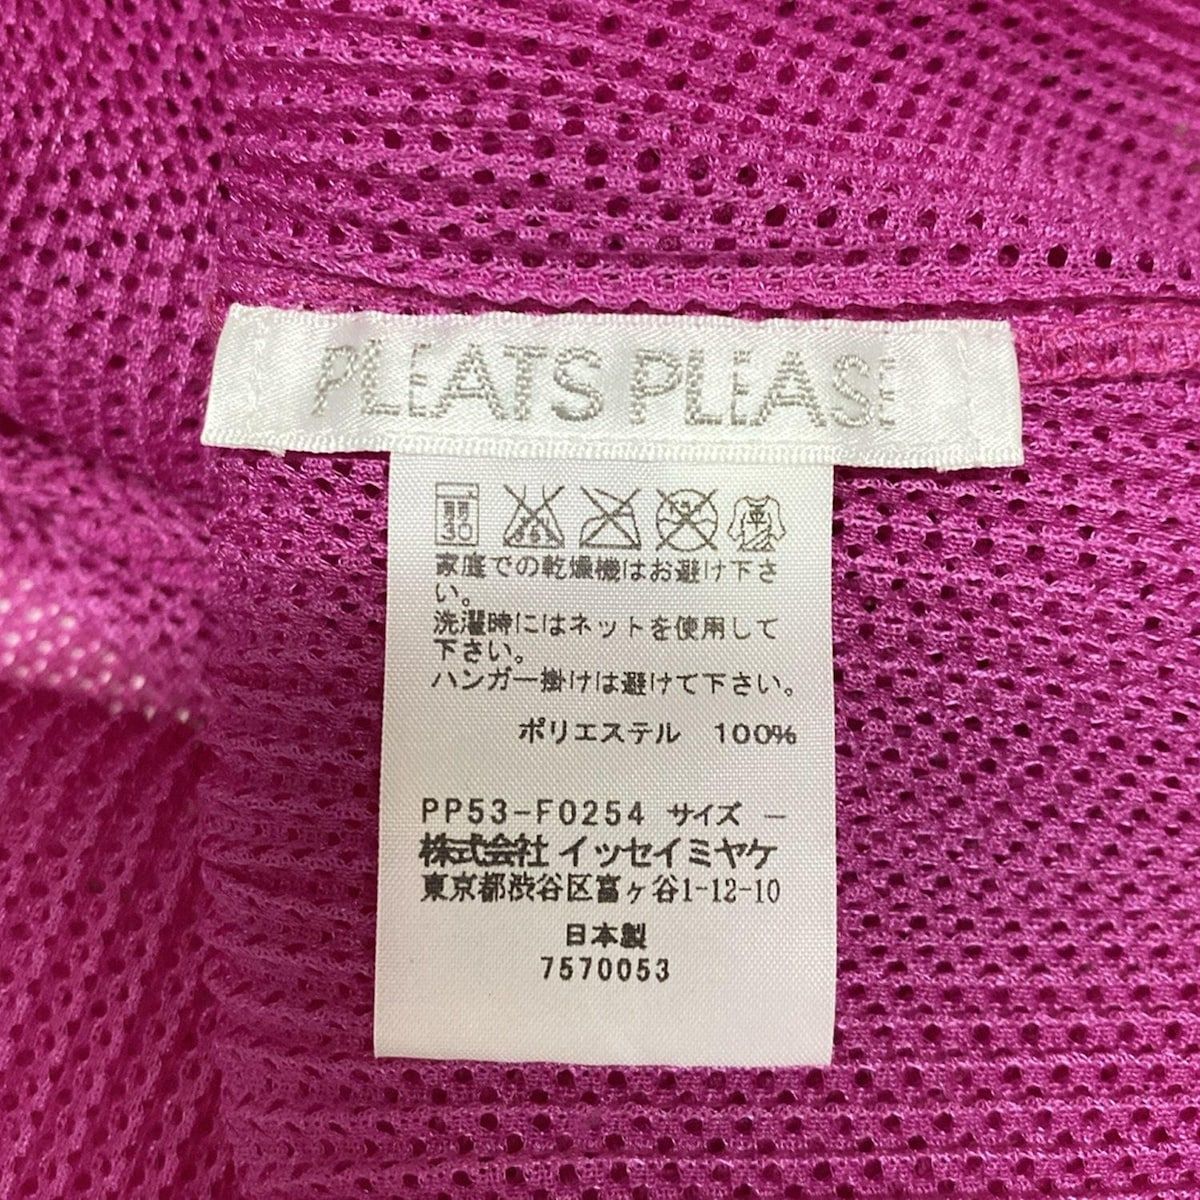 PLEATS PLEASE
30
家庭での乾燥機はお避け下さ
い。
洗濯時にはネットを使用して
下さい。
ハンガー掛けは避けて下さい。
ポリエステル 100%
PP53-F0254 サイズ －
株式会社 イッセイミヤケ
東京都渋谷区富ヶ谷1-12-10
日本製
7570053